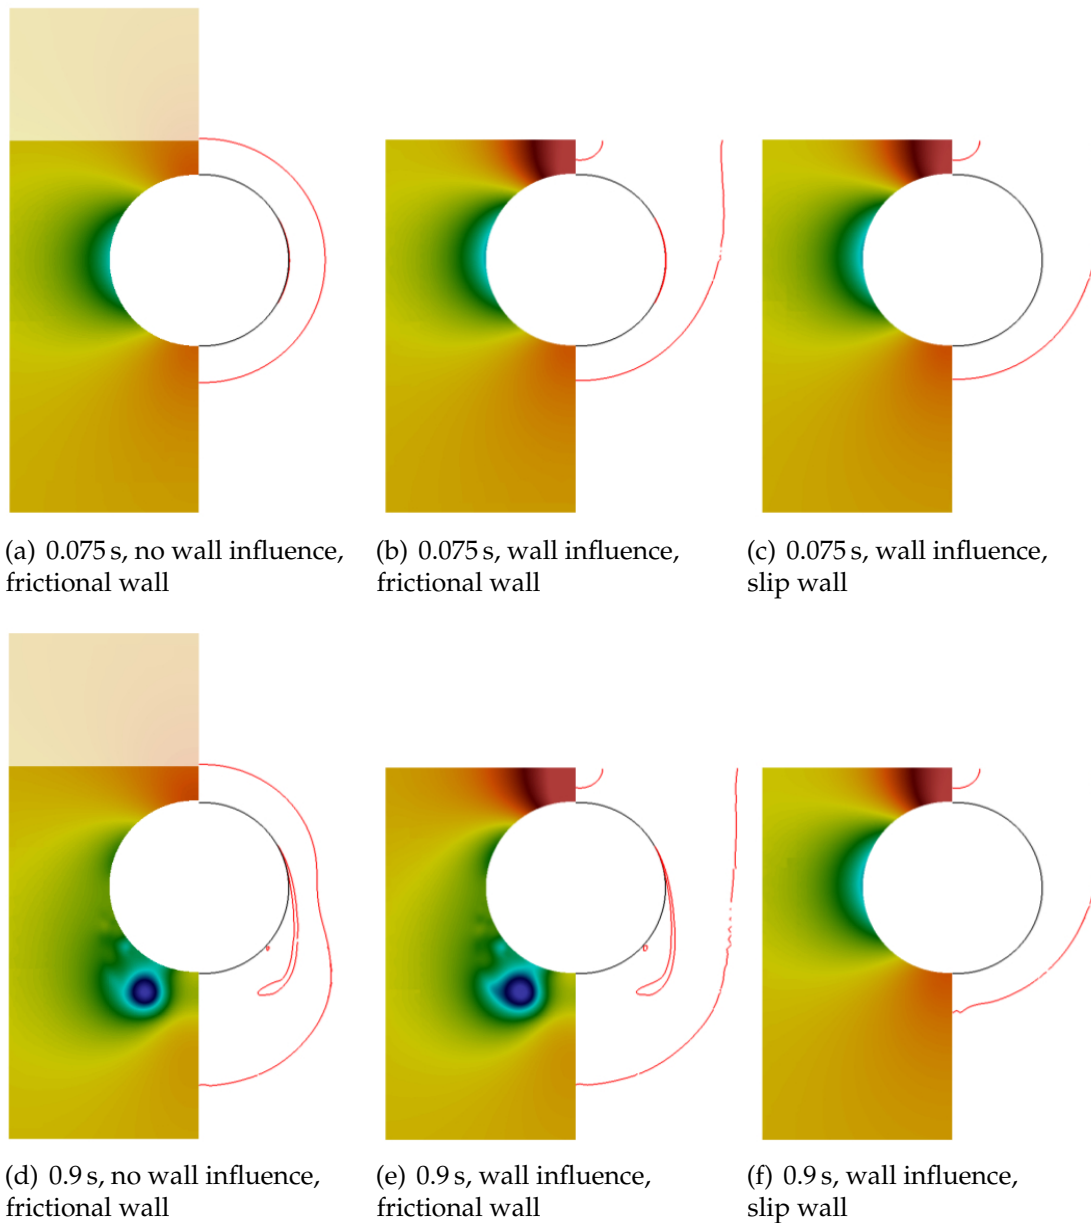 (a) 0.075 s, no wall influence,
frictional wall
(b) 0.075 s, wall influence,
frictional wall
(c) 0.075 s, wall influence,
slip wall
(d) 0.9 s, no wall influence,
frictional wall
(e) 0.9 s, wall influence,
frictional wall
(f) 0.9 s, wall influence,
slip wall